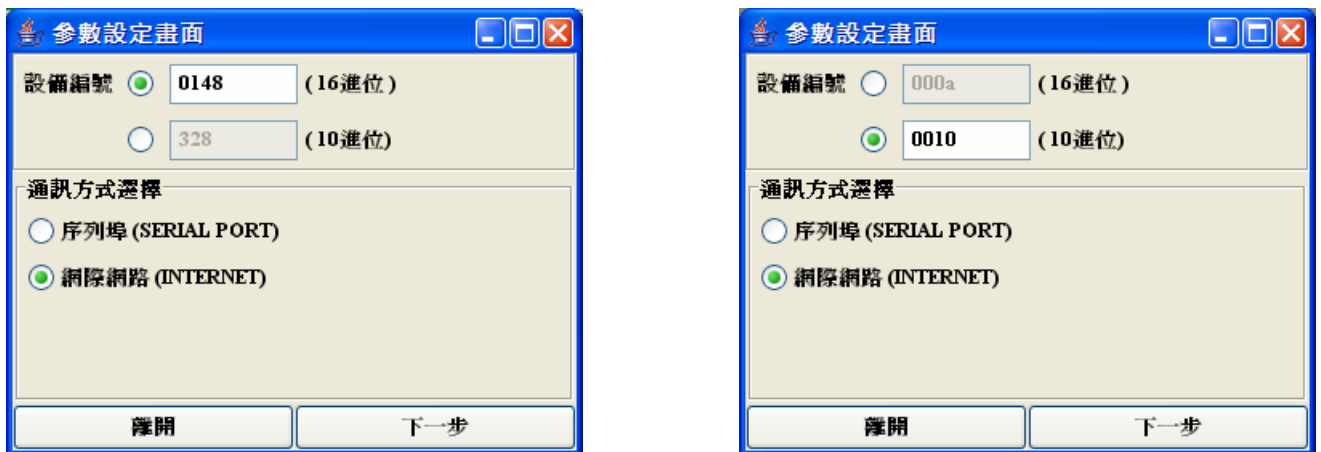 參數設定畫面
設備編號 0148 (16進位)
328 (10進位)
通訊方式選擇
序列埠 (SERIAL PORT)
網際網路 (INTERNET)
離開 下一步
參數設定畫面
設備編號 000a (16進位)
0010 (10進位)
通訊方式選擇
序列埠 (SERIAL PORT)
網際網路 (INTERNET)
離開 下一步